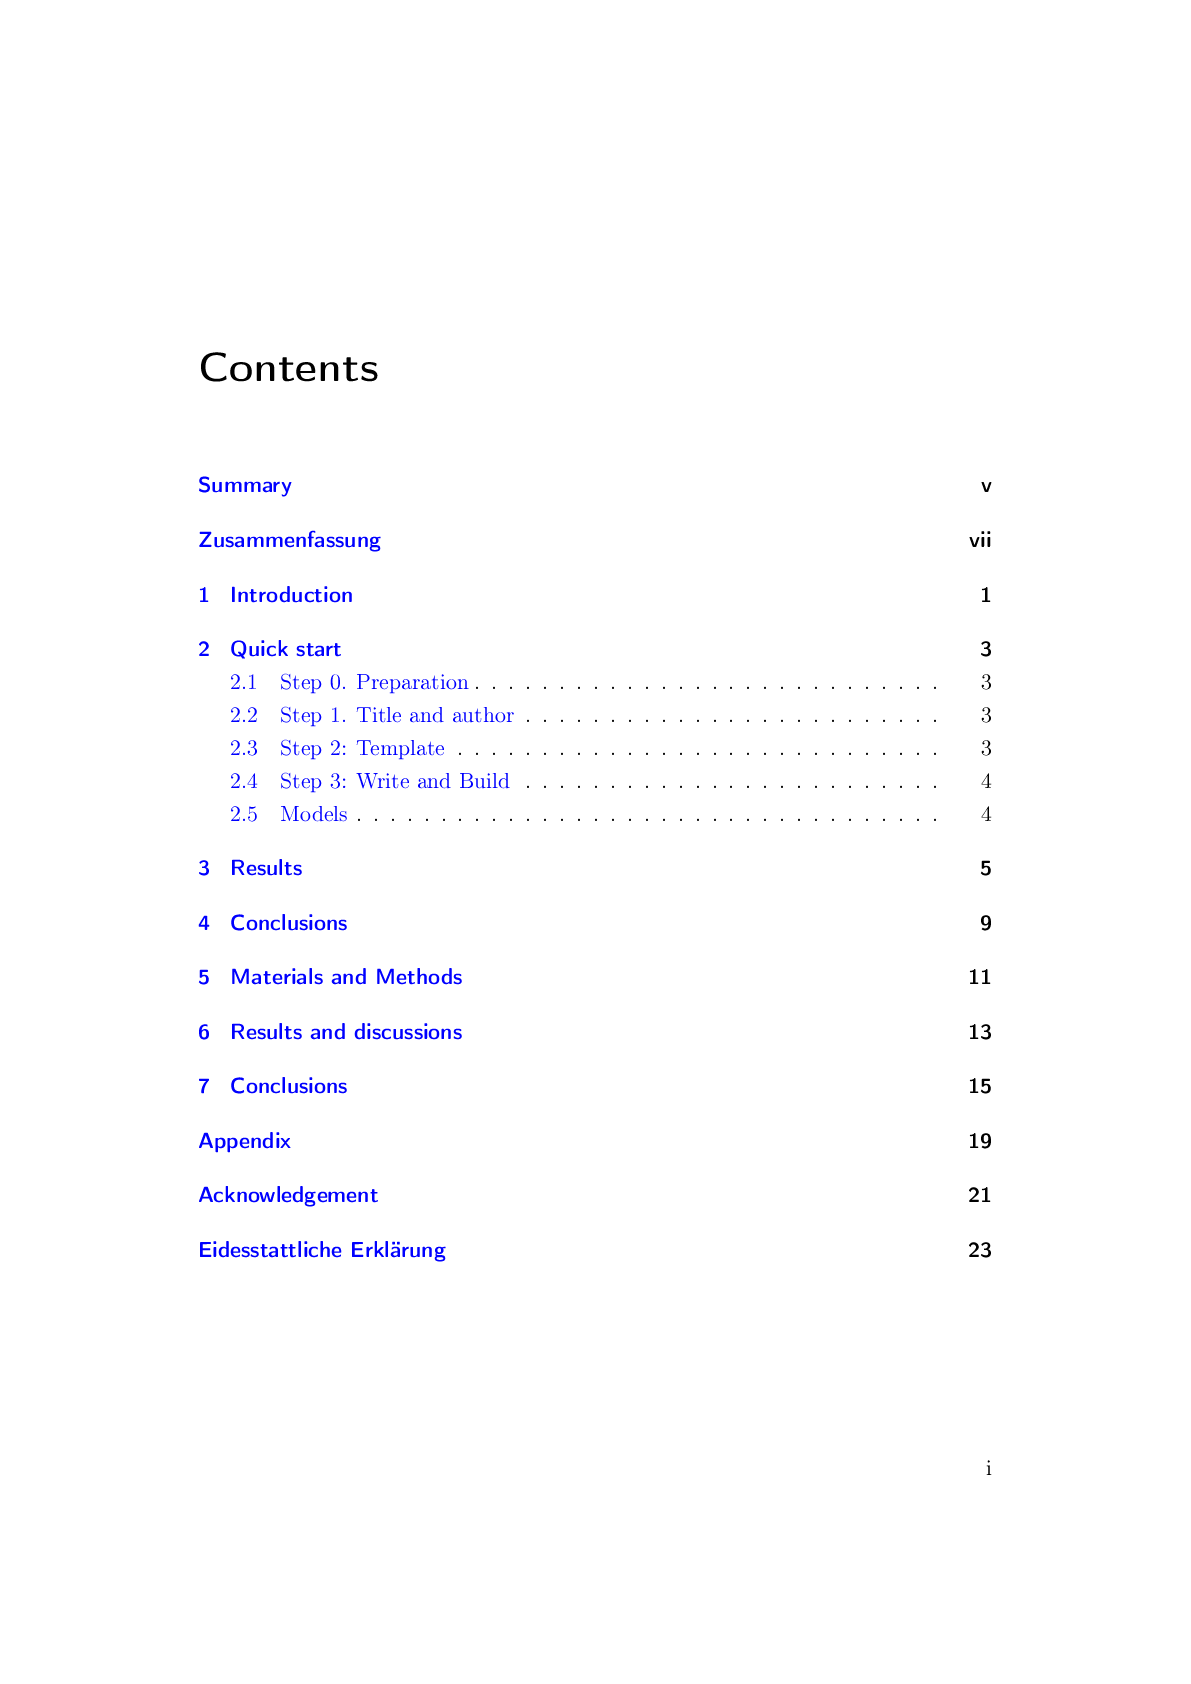 Contents
Summary v
Zusammenfassung vii
1 Introduction 1
2 Quick start 3
2.1 Step 0. Preparation . . . . . . . . . . . . . . . . . . . . . . . . . . . . 3
2.2 Step 1. Title and author . . . . . . . . . . . . . . . . . . . . . . . . . 3
2.3 Step 2: Template . . . . . . . . . . . . . . . . . . . . . . . . . . . . . 3
2.4 Step 3: Write and Build . . . . . . . . . . . . . . . . . . . . . . . . . 4
2.5 Models . . . . . . . . . . . . . . . . . . . . . . . . . . . . . . . . . . . 4
3 Results 5
4 Conclusions 9
5 Materials and Methods 11
6 Results and discussions 13
7 Conclusions 15
Appendix 19
Acknowledgement 21
Eidesstattliche Erklärung 23
i